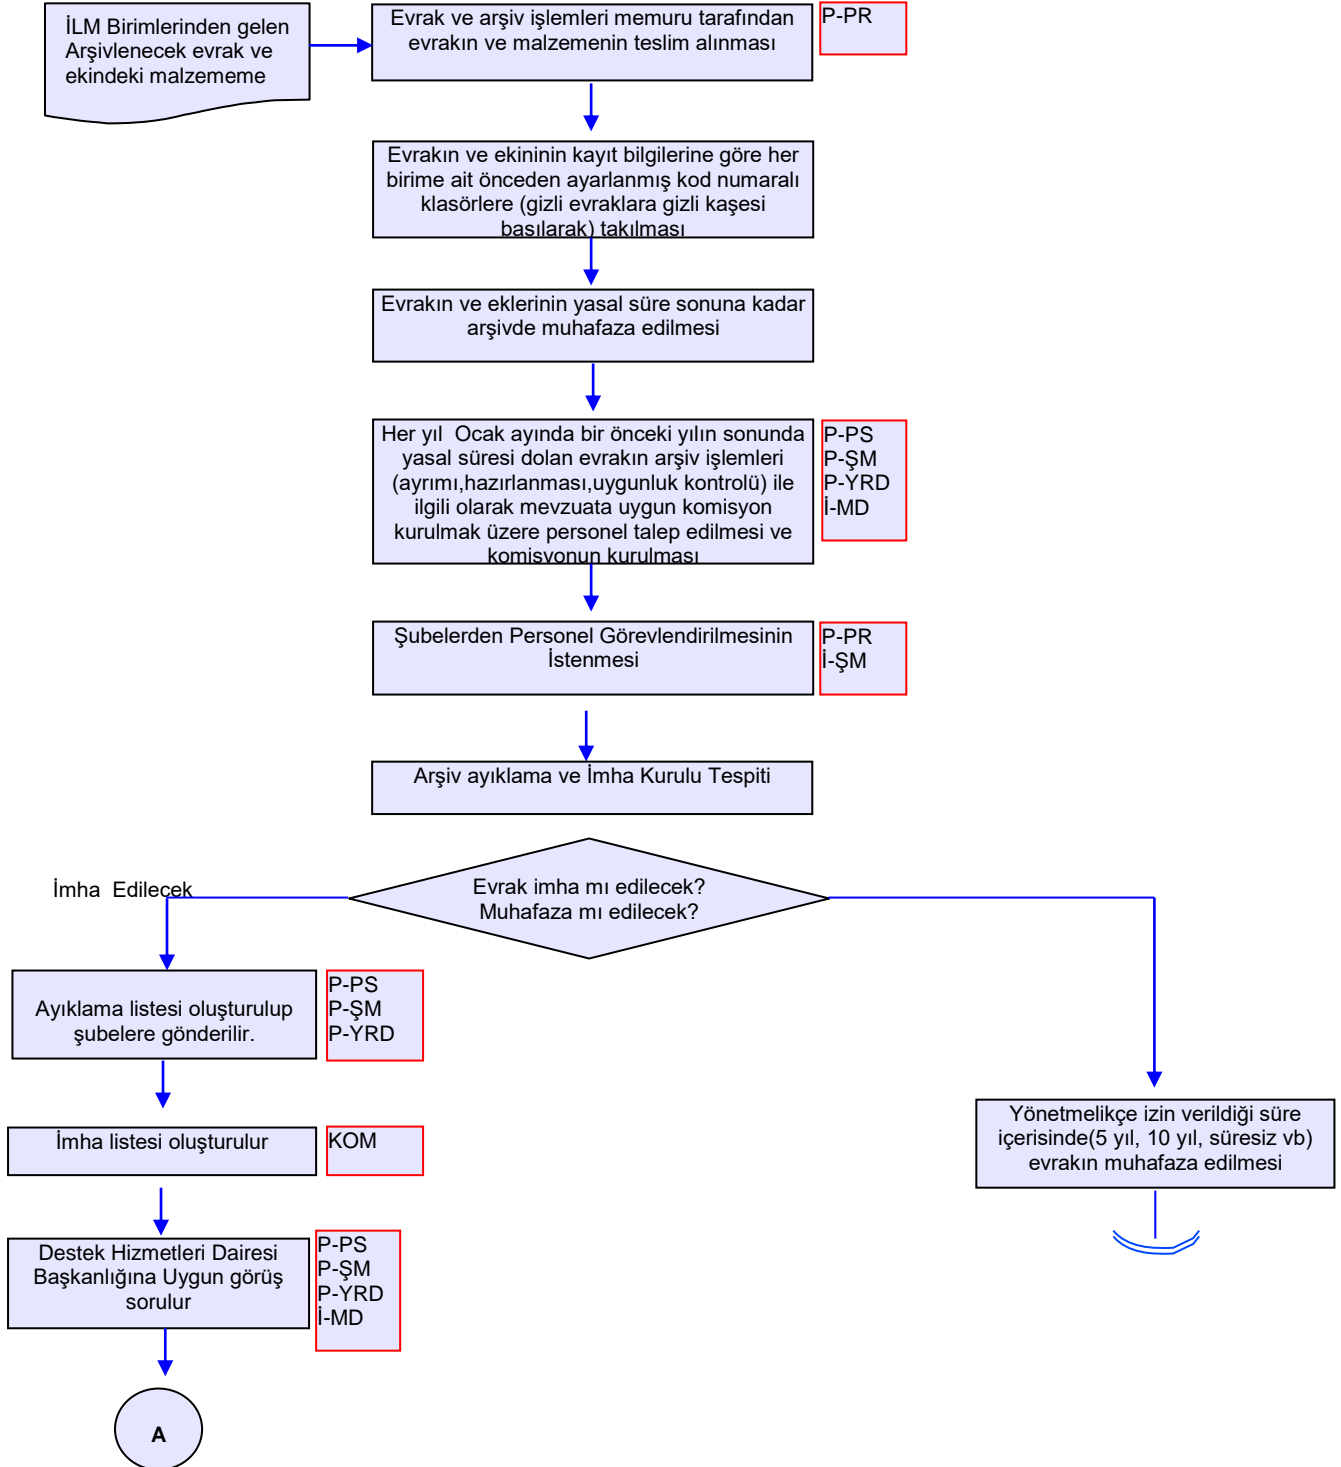 İLM Birimlerinden gelen
Arşivlenecek evrak ve
ekindeki malzememe
Evrak ve arşiv işlemleri memuru tarafından
evrakın ve malzemenin teslim alınması
P-PR
Evrakın ve ekininin kayıt bilgilerine göre her
birime ait önceden ayarlanmış kod numaralı
klasörlere (gizli evraklara gizli kaşesi
basılarak) takılması
Evrakın ve eklerinin yasal süre sonuna kadar
arşivde muhafaza edilmesi
Her yıl  Ocak ayında bir önceki yılın sonunda
yasal süresi dolan evrakın arşiv işlemleri
(ayrımı,hazırlanması,uygunluk kontrolü) ile
ilgili olarak mevzuata uygun komisyon
kurulmak üzere personel talep edilmesi ve
komisyonun kurulması
P-PS
P-ŞM
P-YRD
İ-MD
Şubelerden Personel Görevlendirilmesinin
İstenmesi
P-PR
İ-ŞM
Arşiv ayıklama ve İmha Kurulu Tespiti
Evrak imha mı edilecek?
Muhafaza mı edilecek?
İmha  Edilecek
Ayıklama listesi oluşturulup
şubelere gönderilir.
P-PS
P-ŞM
P-YRD
İmha listesi oluşturulur
KOM
Yönetmelikçe izin verildiği süre
içerisinde(5 yıl, 10 yıl, süresiz vb)
evrakın muhafaza edilmesi
Destek Hizmetleri Dairesi
Başkanlığına Uygun görüş
sorulur
P-PS
P-ŞM
P-YRD
İ-MD
A